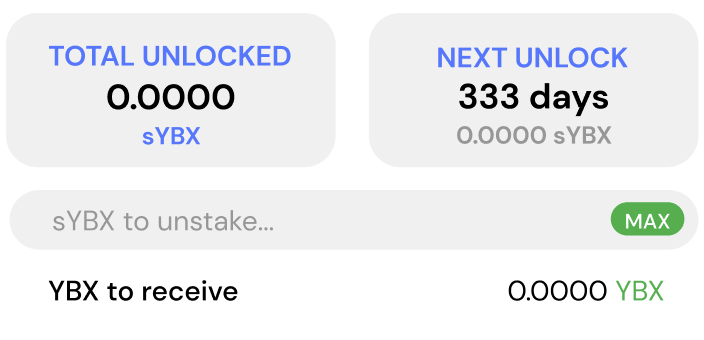 TOTAL UNLOCKED
0.0000
sYBX
NEXT UNLOCK
333 days
0.0000 sYBX
sYBX to unstake...
MAX
YBX to receive
0.0000 YBX